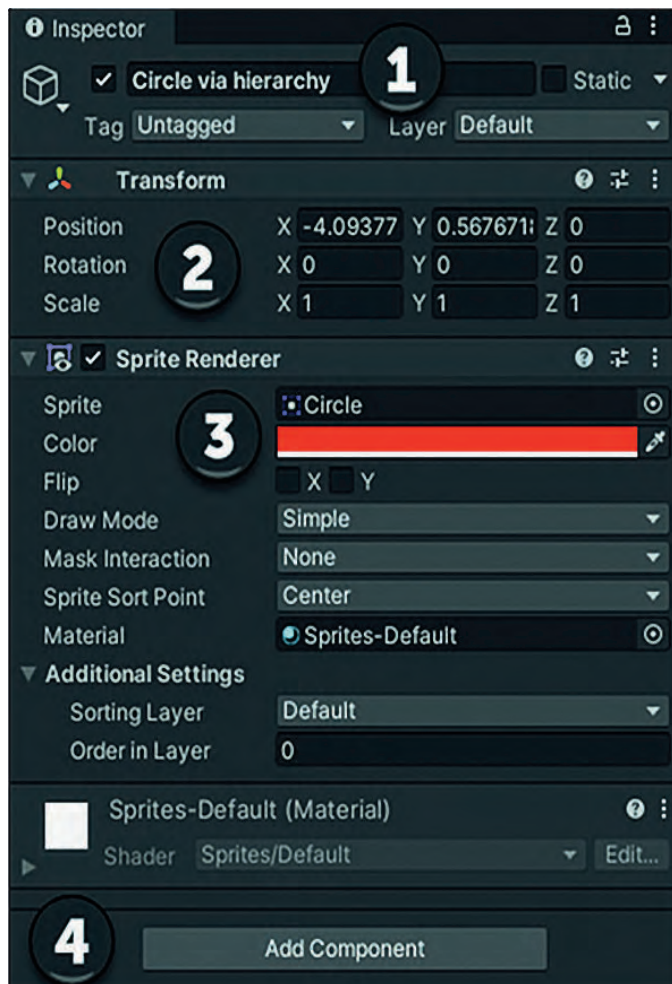 Inspector
Circle via hierarchy 1 Static
Tag Untagged Layer Default
Transform
Position X -4.09377 Y 0.567671 Z 0
Rotation X 0 Y 0 Z 0
2
Scale X 1 Y 1 Z 1
Sprite Renderer
Sprite Circle
3
Color
Flip X Y
Draw Mode Simple
Mask Interaction None
Sprite Sort Point Center
Material Sprites-Default
Additional Settings
Sorting Layer Default
Order in Layer 0
Sprites-Default (Material)
Shader Sprites/Default Edit...
4 Add Component